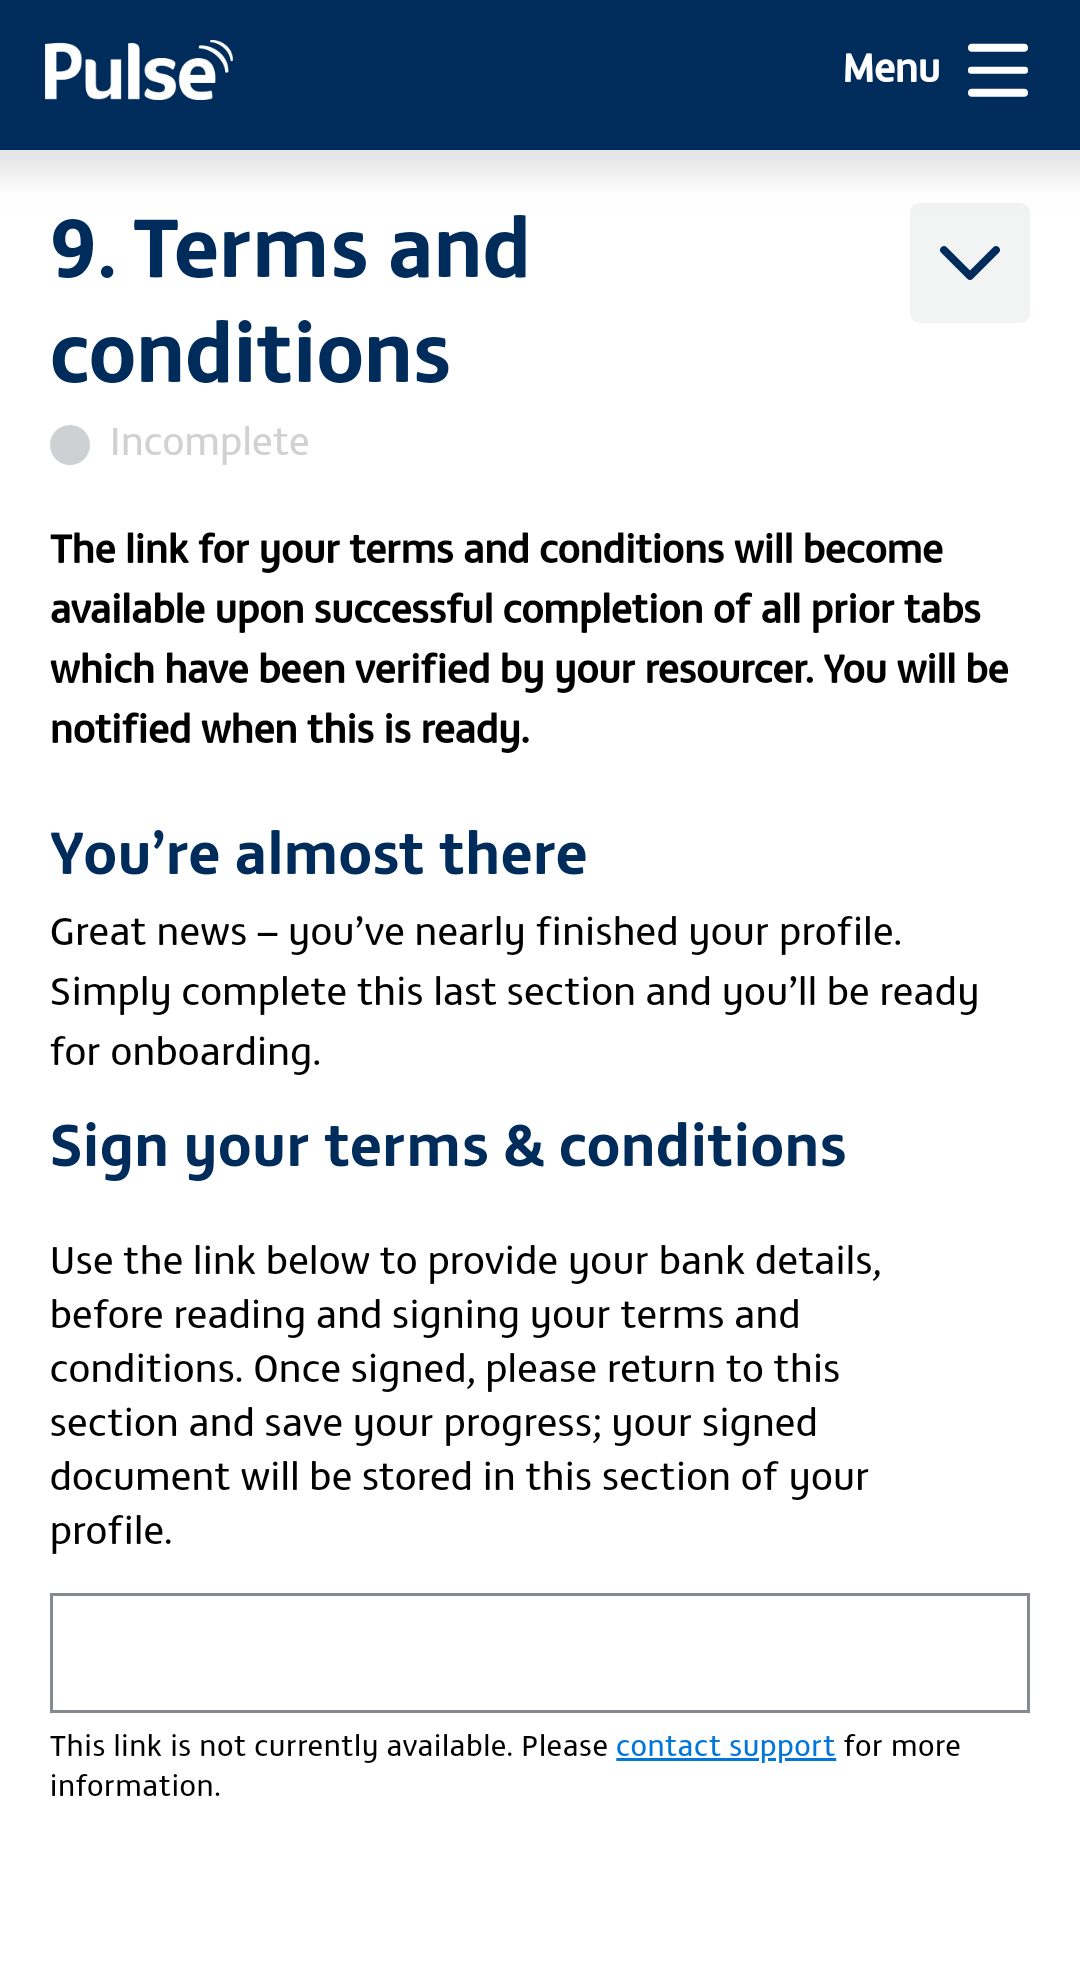 Pulse
Menu
9. Terms and
conditions
Incomplete
The link for your terms and conditions will become
available upon successful completion of all prior tabs
which have been verified by your resourcer. You will be
notified when this is ready.
You’re almost there
Great news – you’ve nearly finished your profile.
Simply complete this last section and you’ll be ready
for onboarding.
Sign your terms & conditions
Use the link below to provide your bank details,
before reading and signing your terms and
conditions. Once signed, please return to this
section and save your progress; your signed
document will be stored in this section of your
profile.
This link is not currently available. Please contact support for more
information.